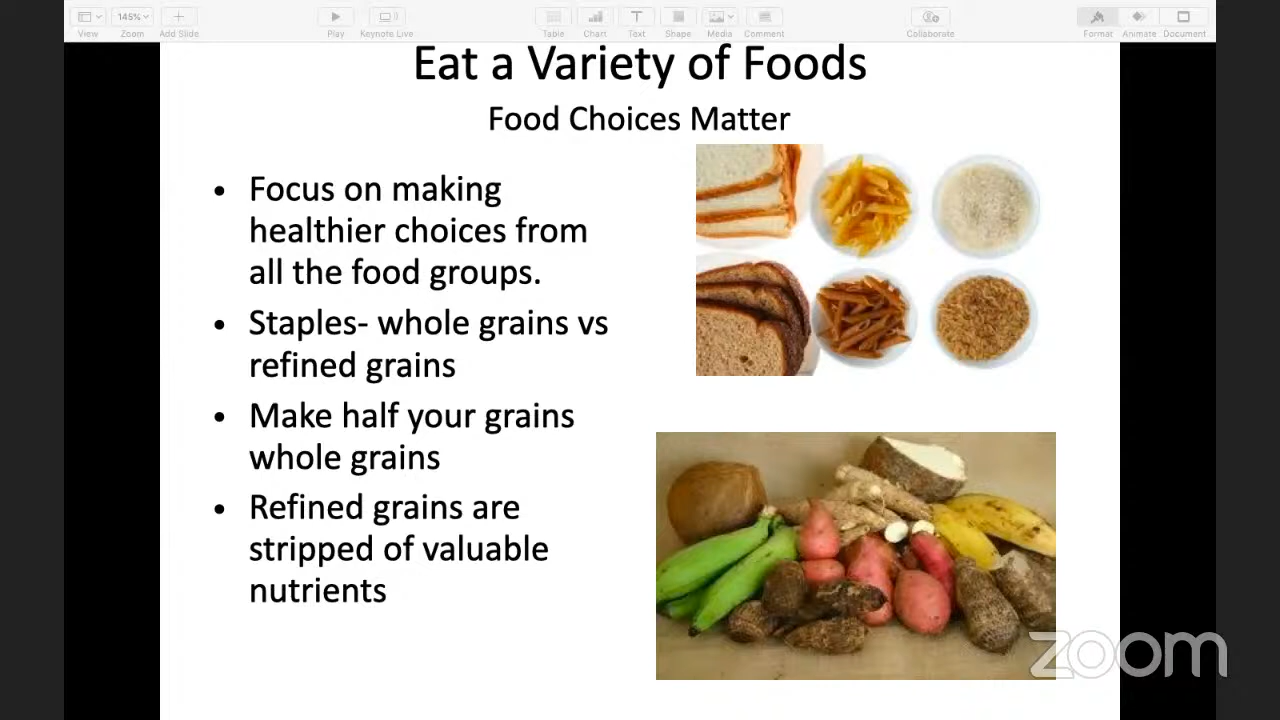 145%
View
Zoom
Add Slide
Play
Keynote Live
Table
Chart
Text
Shape
Media
Comment
Collaborate
Format
Animate
Document
Eat a Variety of Foods
Food Choices Matter
• Focus on making
healthier choices from
all the food groups.
• Staples- whole grains vs
refined grains
• Make half your grains
whole grains
• Refined grains are
stripped of valuable
nutrients
zoom